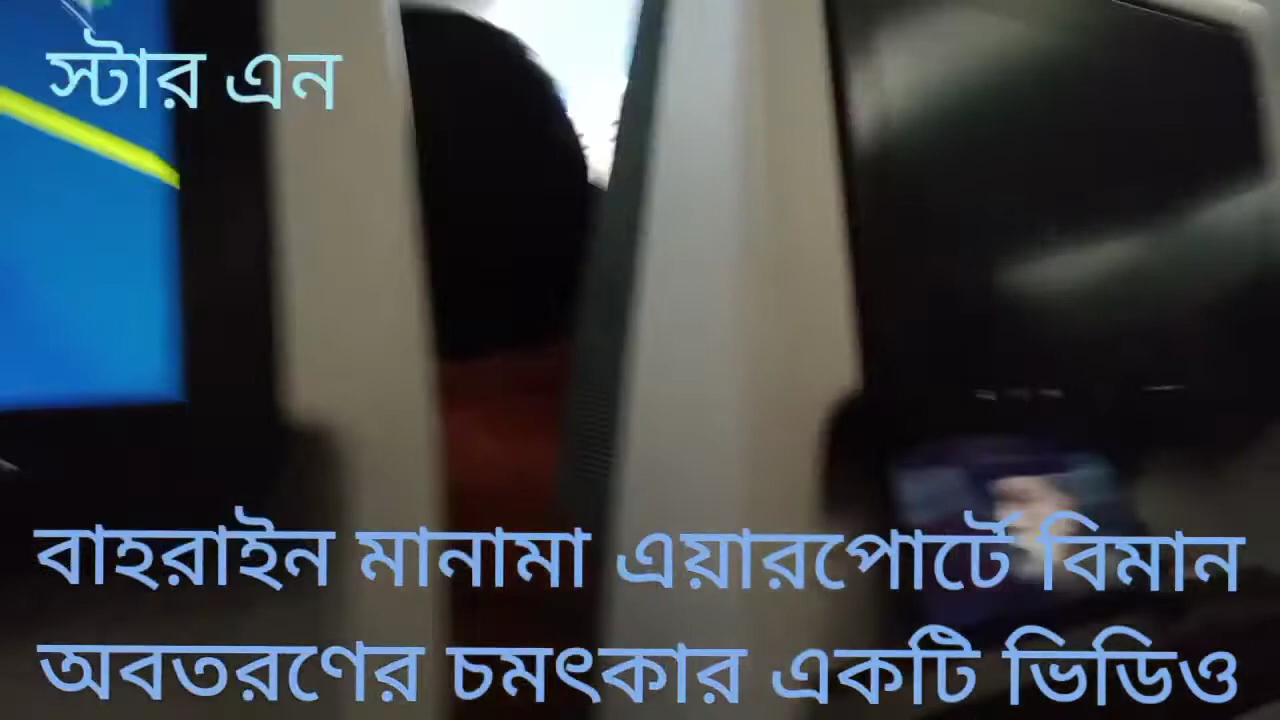 স্টার এন
বাহরাইন মানামা এয়ারপোর্টে বিমান
অবতরণের চমৎকার একটি ভিডিও